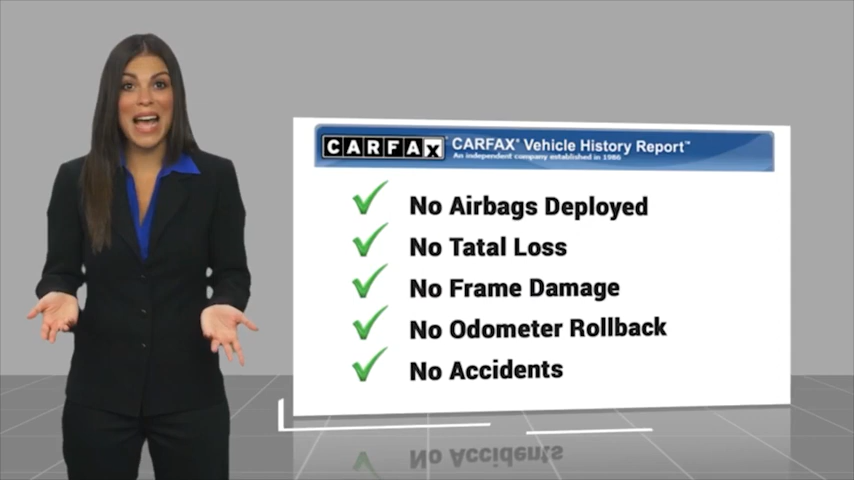 CARFAX CARFAX® Vehicle History Report™
An independent company established in 1986
No Airbags Deployed
No Tatal Loss
No Frame Damage
No Odometer Rollback
No Accidents
No Accidents